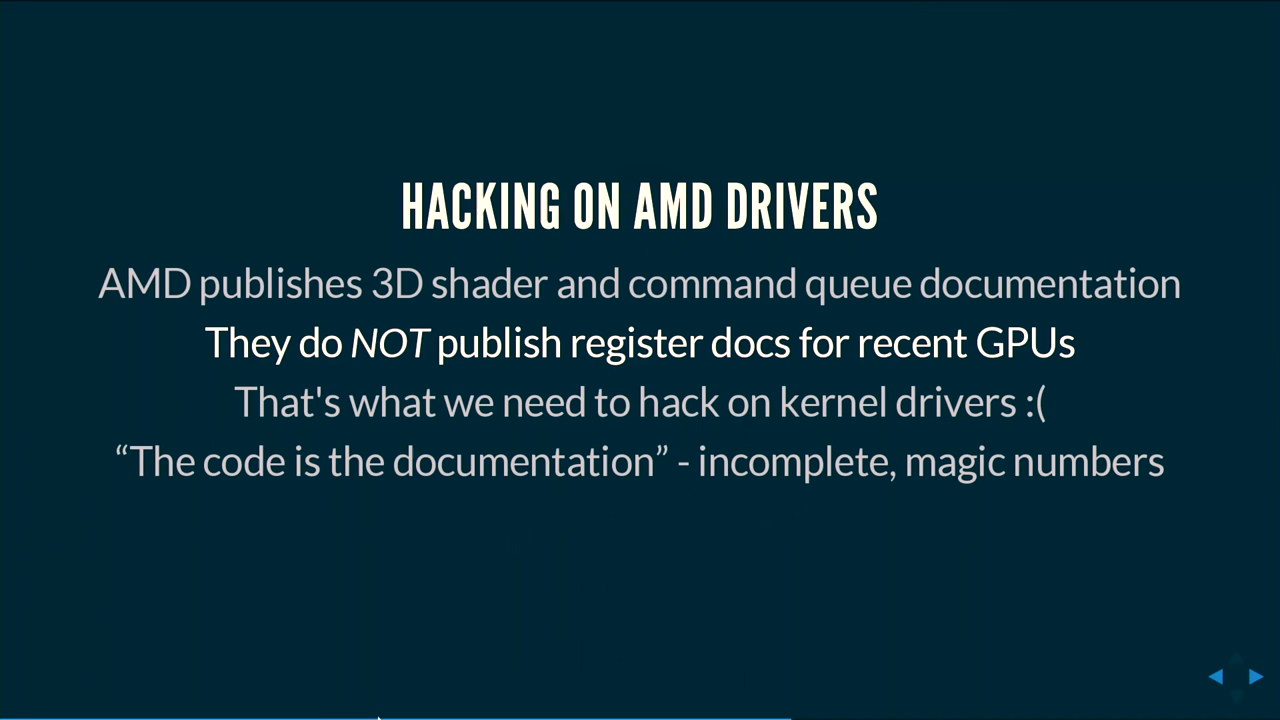 HACKING ON AMD DRIVERS
AMD publishes 3D shader and command queue documentation
They do NOT publish register docs for recent GPUs
That's what we need to hack on kernel drivers :(
“The code is the documentation” - incomplete, magic numbers